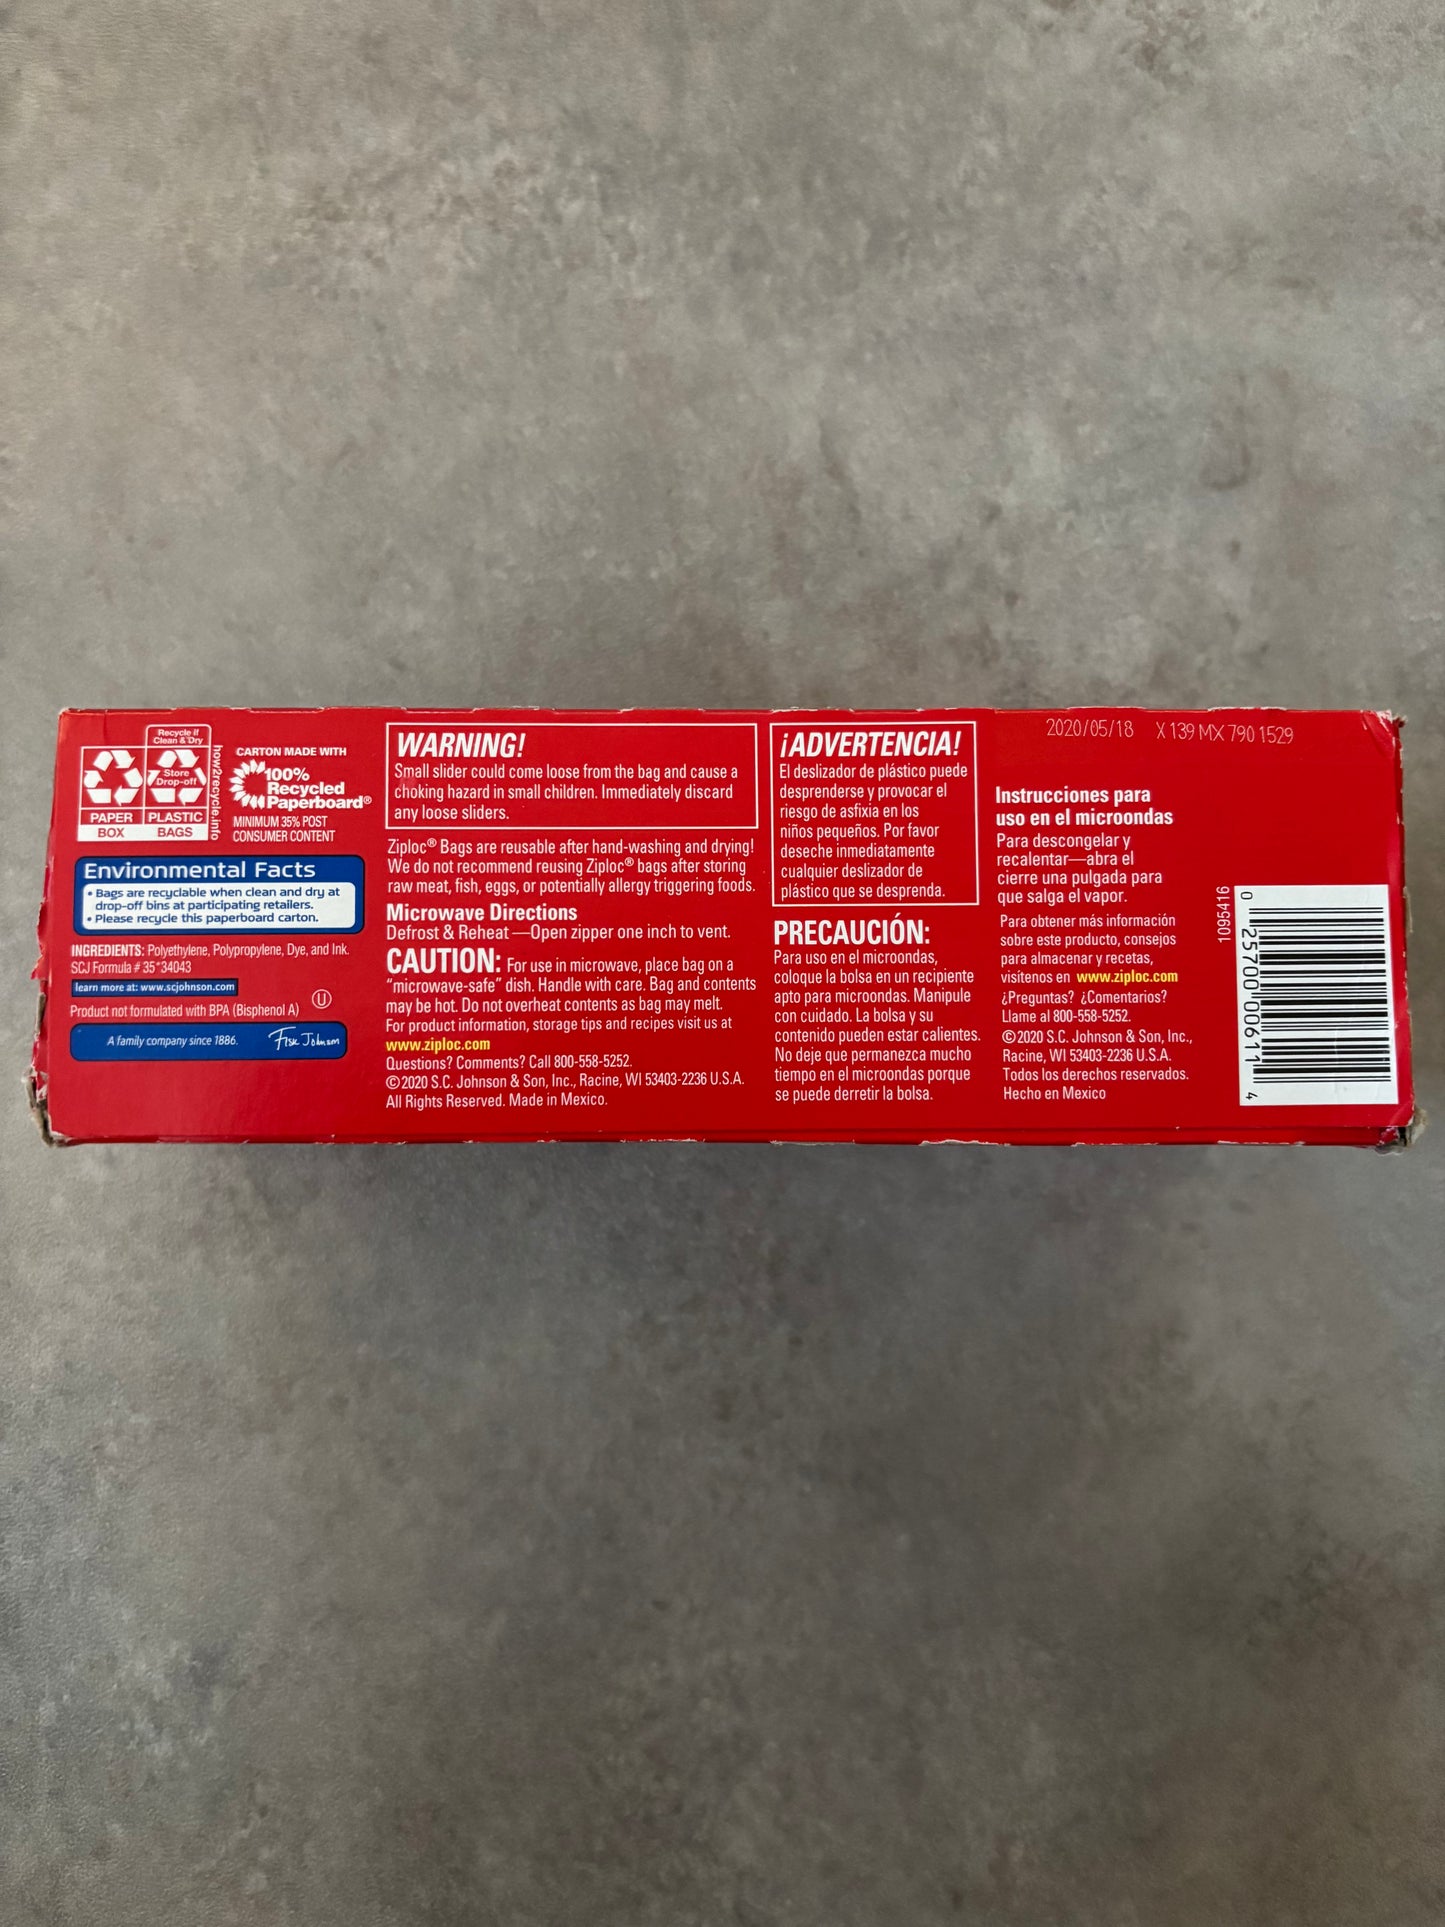 Recycle if
Clean & Dry
Store
Drop-off
PAPER
BOX
PLASTIC
BAGS
how2recycle.info
CARTON MADE WITH
100%
Recycled
Paperboard®
MINIMUM 35% POST
CONSUMER CONTENT
Environmental Facts
• Bags are recyclable when clean and dry at
drop-off bins at participating retailers.
• Please recycle this paperboard carton.
INGREDIENTS: Polyethylene, Polypropylene, Dye, and Ink.
SCJ Formula # 35*34043
learn more at: www.scjohnson.com
Product not formulated with BPA (Bisphenol A)
U
A family company since 1886.
Fisk Johnson
WARNING!
Small slider could come loose from the bag and cause a
choking hazard in small children. Immediately discard
any loose sliders.
Ziploc® Bags are reusable after hand-washing and drying!
We do not recommend reusing Ziploc® bags after storing
raw meat, fish, eggs, or potentially allergy triggering foods.
Microwave Directions
Defrost & Reheat —Open zipper one inch to vent.
CAUTION: For use in microwave, place bag on a
"microwave-safe" dish. Handle with care. Bag and contents
may be hot. Do not overheat contents as bag may melt.
For product information, storage tips and recipes visit us at
www.ziploc.com
Questions? Comments? Call 800-558-5252.
©2020 S.C. Johnson & Son, Inc., Racine, WI 53403-2236 U.S.A.
All Rights Reserved. Made in Mexico.
¡ADVERTENCIA!
El deslizador de plástico puede
desprenderse y provocar el
riesgo de asfixia en los
niños pequeños. Por favor
deseche inmediatamente
cualquier deslizador de
plástico que se desprenda.
PRECAUCIÓN:
Para uso en el microondas,
coloque la bolsa en un recipiente
apto para microondas. Manipule
con cuidado. La bolsa y su
contenido pueden estar calientes.
No deje que permanezca mucho
tiempo en el microondas porque
se puede derretir la bolsa.
2020/05/18 X 139 MX 790 1529
Instrucciones para
uso en el microondas
Para descongelar y
recalentar—abra el
cierre una pulgada para
que salga el vapor.
Para obtener más información
sobre este producto, consejos
para almacenar y recetas,
visítenos en www.ziploc.com
¿Preguntas? ¿Comentarios?
Llame al 800-558-5252.
©2020 S.C. Johnson & Son, Inc.,
Racine, WI 53403-2236 U.S.A.
Todos los derechos reservados.
Hecho en Mexico
1095416
0 25700 00611 4